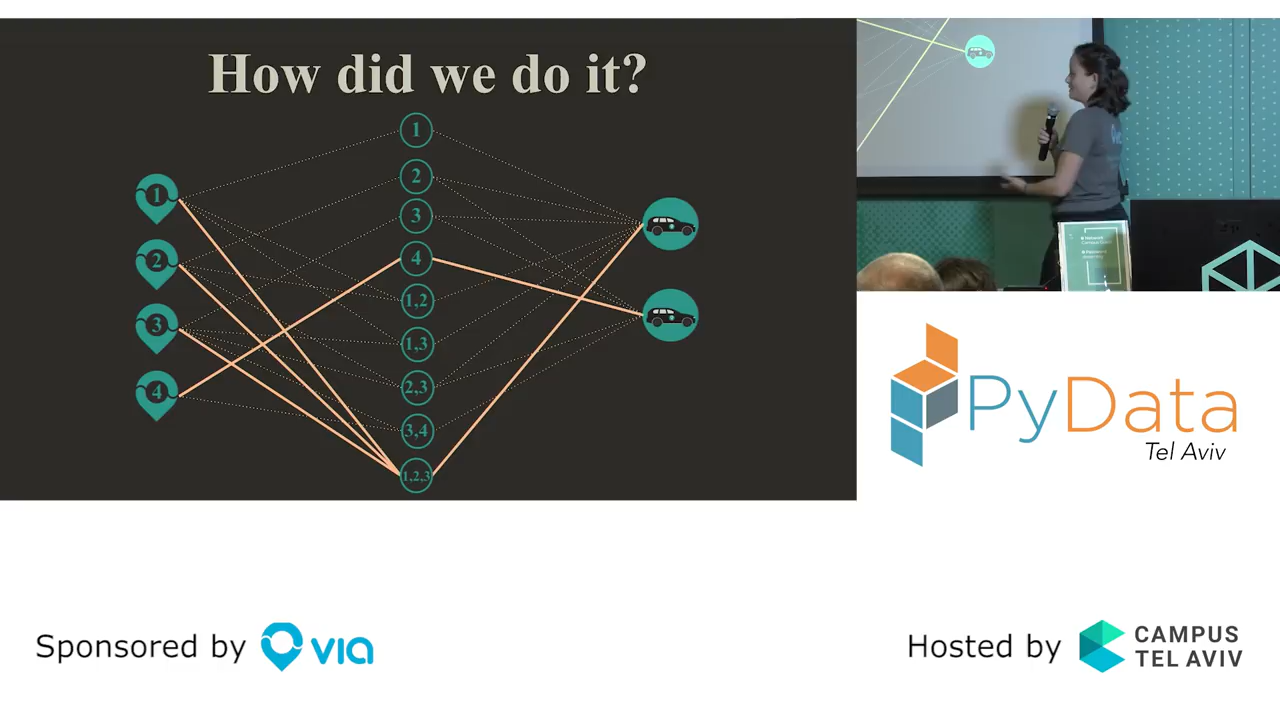 How did we do it?
1
2
3
4
1
2
3
4
1,2
1,3
2,3
3,4
1,2,3
PyData
Tel Aviv
Sponsored by via
Hosted by CAMPUS
TEL AVIV